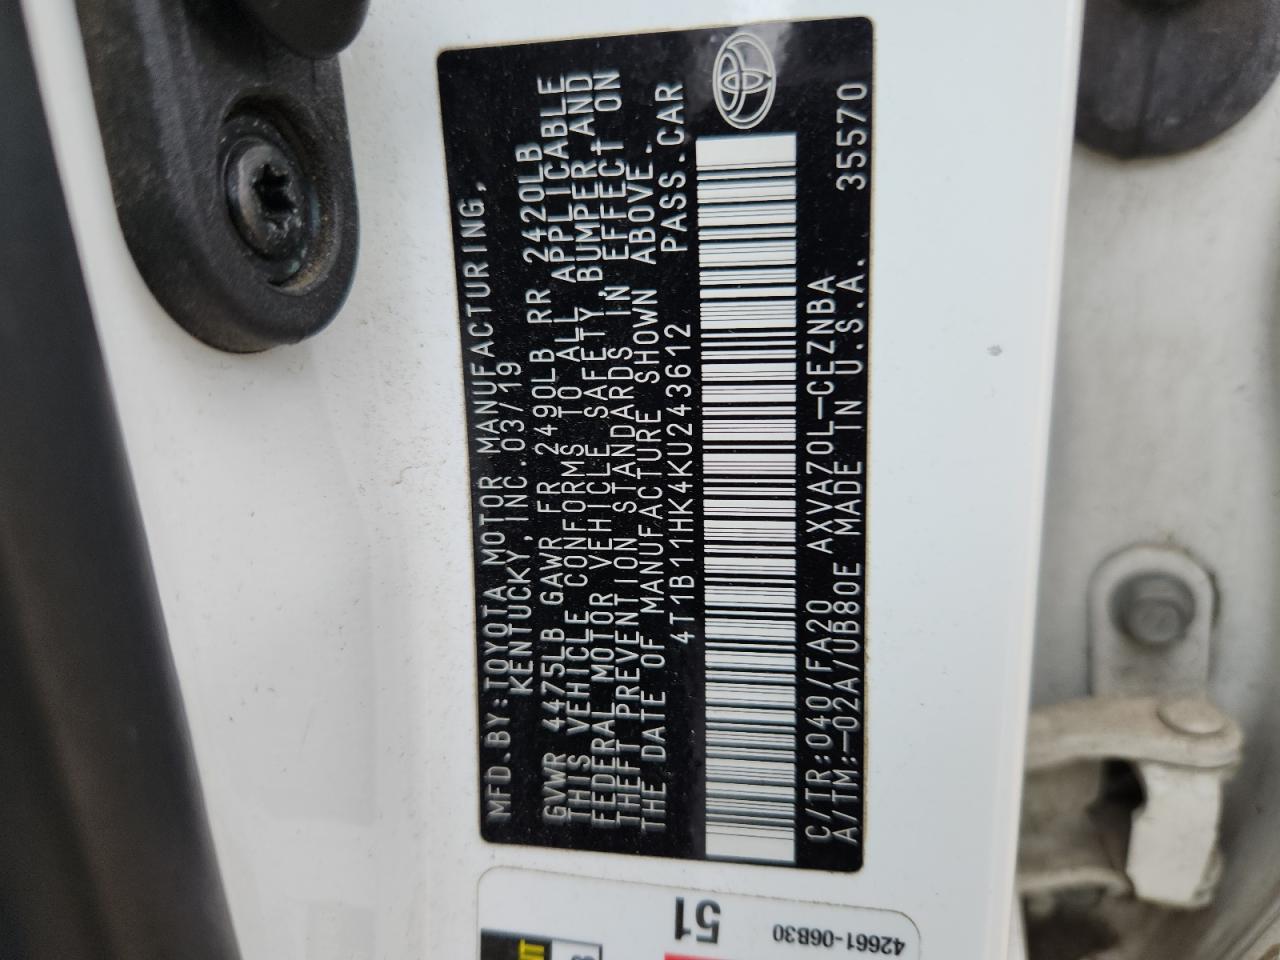 MFD.BY:TOYOTA MOTOR MANUFACTURING,
KENTUCKY,INC.03/19
GVWR 4475LB GAWR FR 2490LB RR 2420LB
THIS VEHICLE CONFORMS TO ALL APPLICABLE
FEDERAL MOTOR VEHICLE SAFETY,BUMPER,AND
THEFT PREVENTION STANDARDS IN EFFECT ON
THE DATE OF MANUFACTURE SHOWN ABOVE.
4T1B11HK4KU243612 PASS.CAR
C/TR:040/FA20 AXVA70L-CEZNBA
A/TM:-02A/UB80E MADE IN U.S.A. 35570
51
42661-06B30